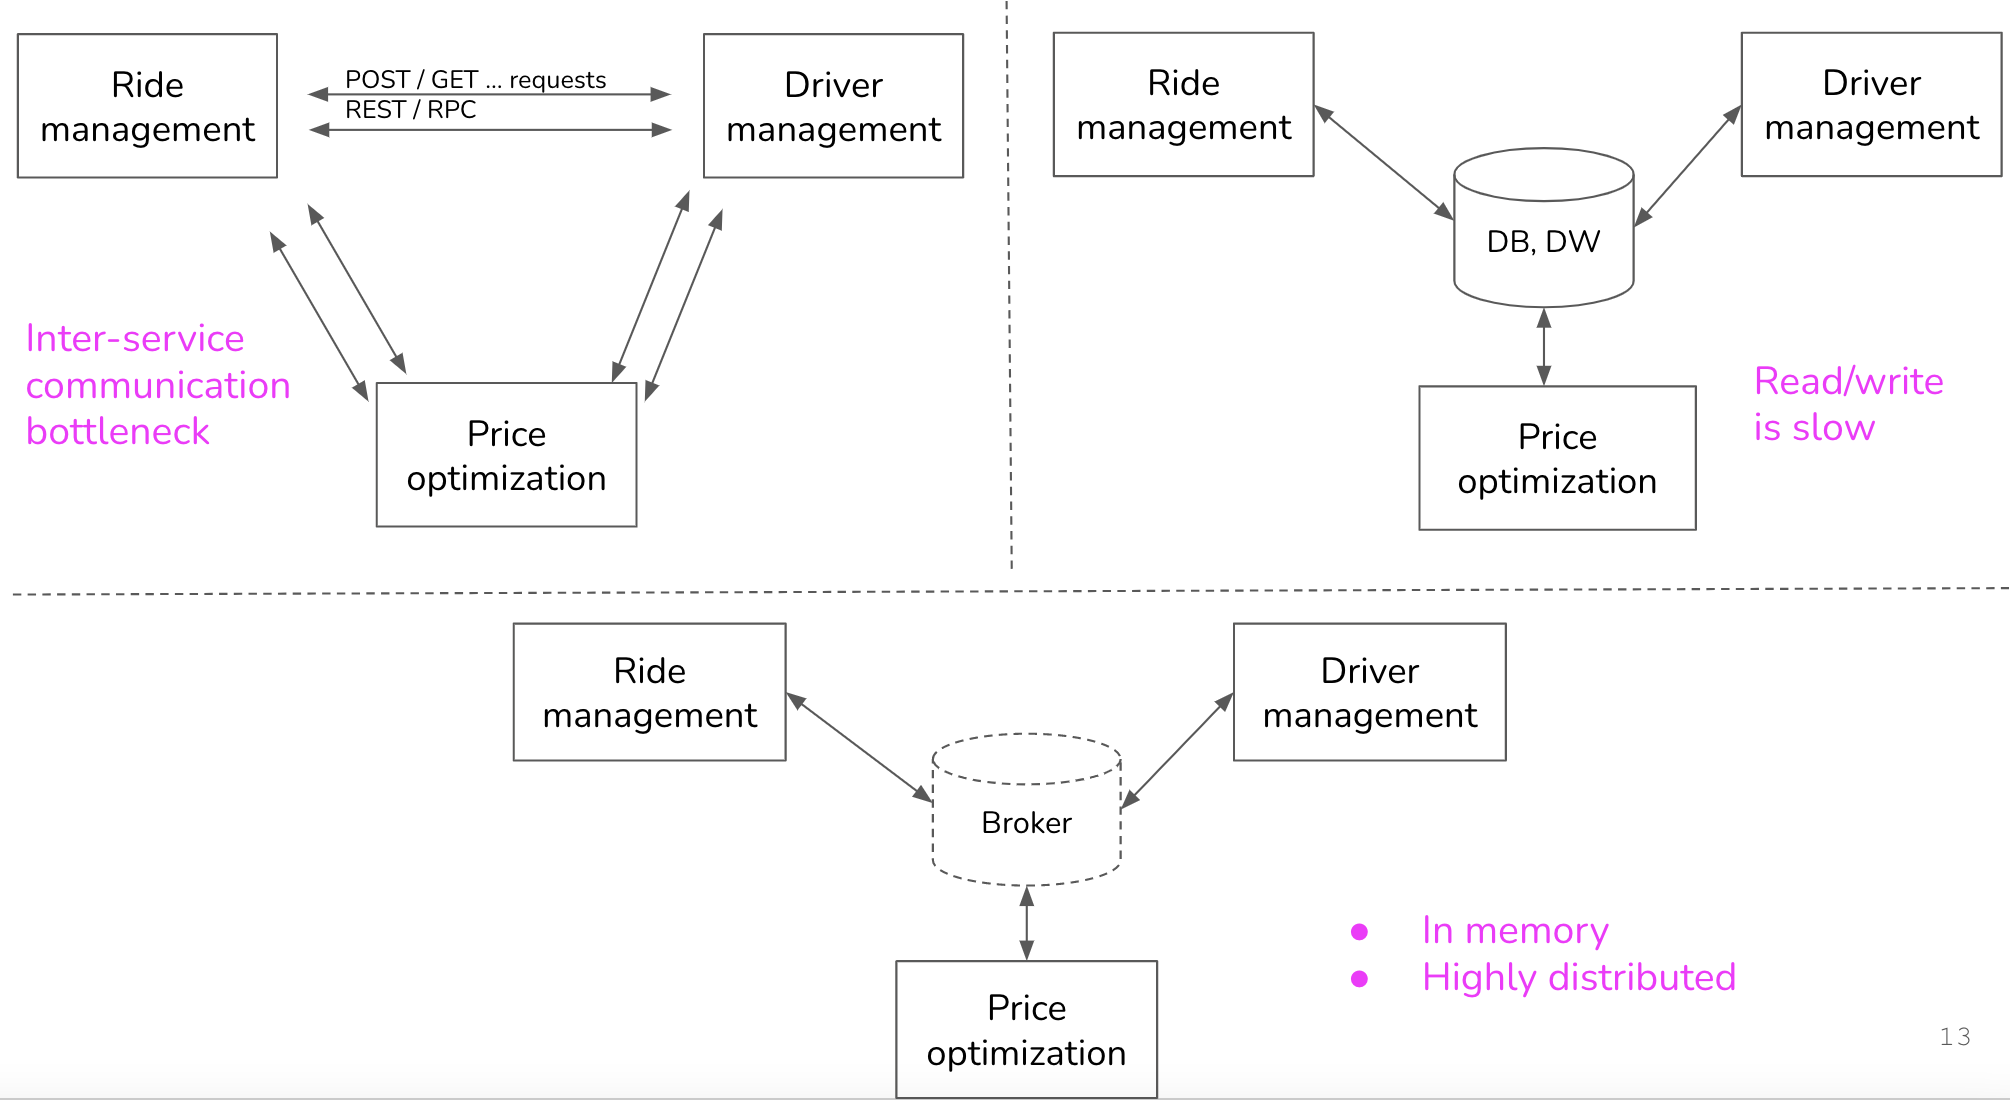 Ride
management
POST / GET ... requests
REST / RPC
Driver
management
Inter-service
communication
bottleneck
Price
optimization
Ride
management
Driver
management
DB, DW
Read/write
is slow
Price
optimization
Ride
management
Driver
management
Broker
● In memory
● Highly distributed
Price
optimization
13